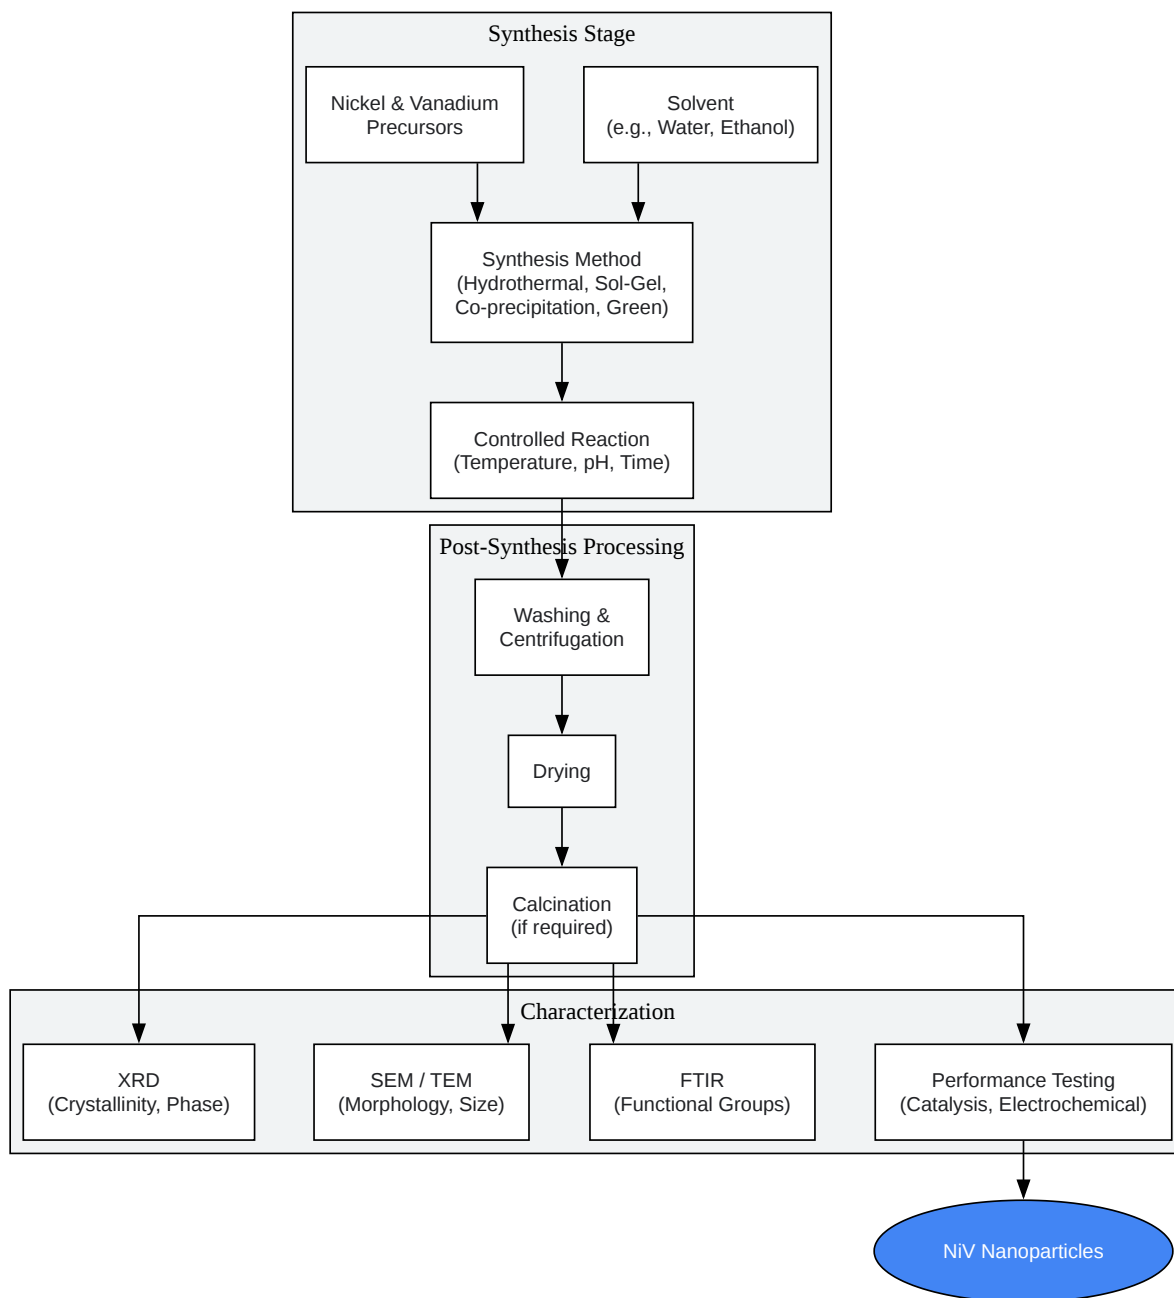 Synthesis Stage
Nickel & Vanadium
Precursors
Solvent
(e.g., Water, Ethanol)
Synthesis Method
(Hydrothermal, Sol-Gel,
Co-precipitation, Green)
Controlled Reaction
(Temperature, pH, Time)
Post-Synthesis Processing
Washing &
Centrifugation
Drying
Calcination
(if required)
Characterization
XRD
(Crystallinity, Phase)
SEM / TEM
(Morphology, Size)
FTIR
(Functional Groups)
Performance Testing
(Catalysis, Electrochemical)
NiV Nanoparticles